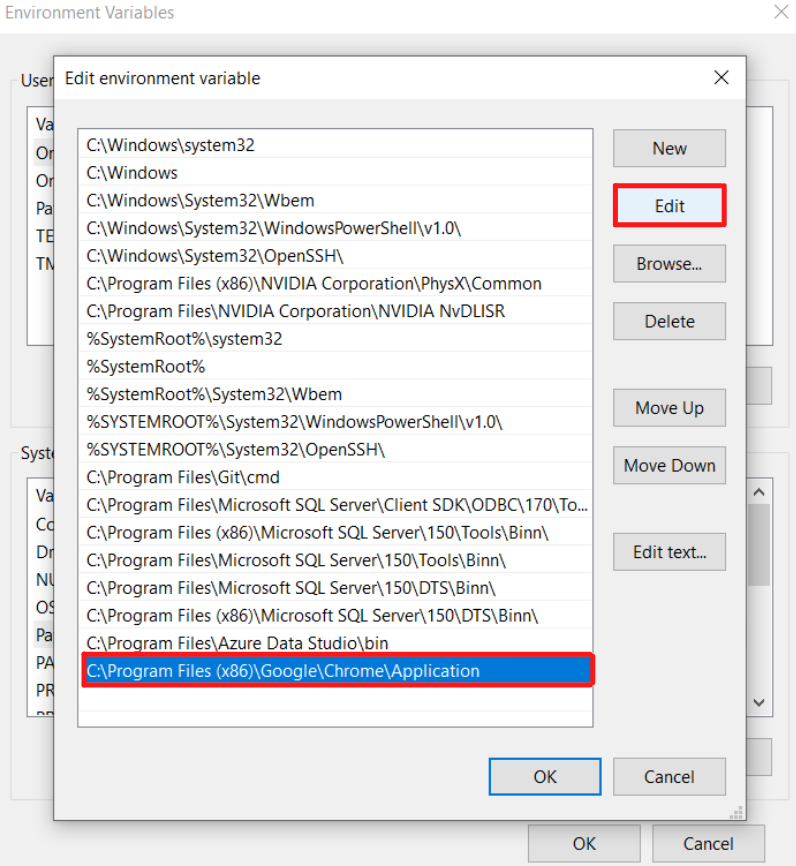 Environment Variables
User
Edit environment variable
Va
C:\Windows\system32
New
Or
C:\Windows
Or
C:\Windows\System32\Wbem
Edit
Pa
C:\Windows\System32\WindowsPowerShell\v1.0\
TE
C:\Windows\System32\OpenSSH\
Browse...
TM
C:\Program Files (x86)\NVIDIA Corporation\PhysX\Common
C:\Program Files\NVIDIA Corporation\NVIDIA NvDLISR
Delete
%SystemRoot%\system32
%SystemRoot%
%SystemRoot%\System32\Wbem
Move Up
%SYSTEMROOT%\System32\WindowsPowerShell\v1.0\
%SYSTEMROOT%\System32\OpenSSH\
Syste
Move Down
C:\Program Files\Git\cmd
Va
C:\Program Files\Microsoft SQL Server\Client SDK\ODBC\170\To...
Co
C:\Program Files (x86)\Microsoft SQL Server\150\Tools\Binn\
Dr
C:\Program Files\Microsoft SQL Server\150\Tools\Binn\
Edit text...
NU
C:\Program Files\Microsoft SQL Server\150\DTS\Binn\
OS
C:\Program Files (x86)\Microsoft SQL Server\150\DTS\Binn\
Pa
C:\Program Files\Azure Data Studio\bin
PA
C:\Program Files (x86)\Google\Chrome\Application
PR
OK
Cancel
OK
Cancel